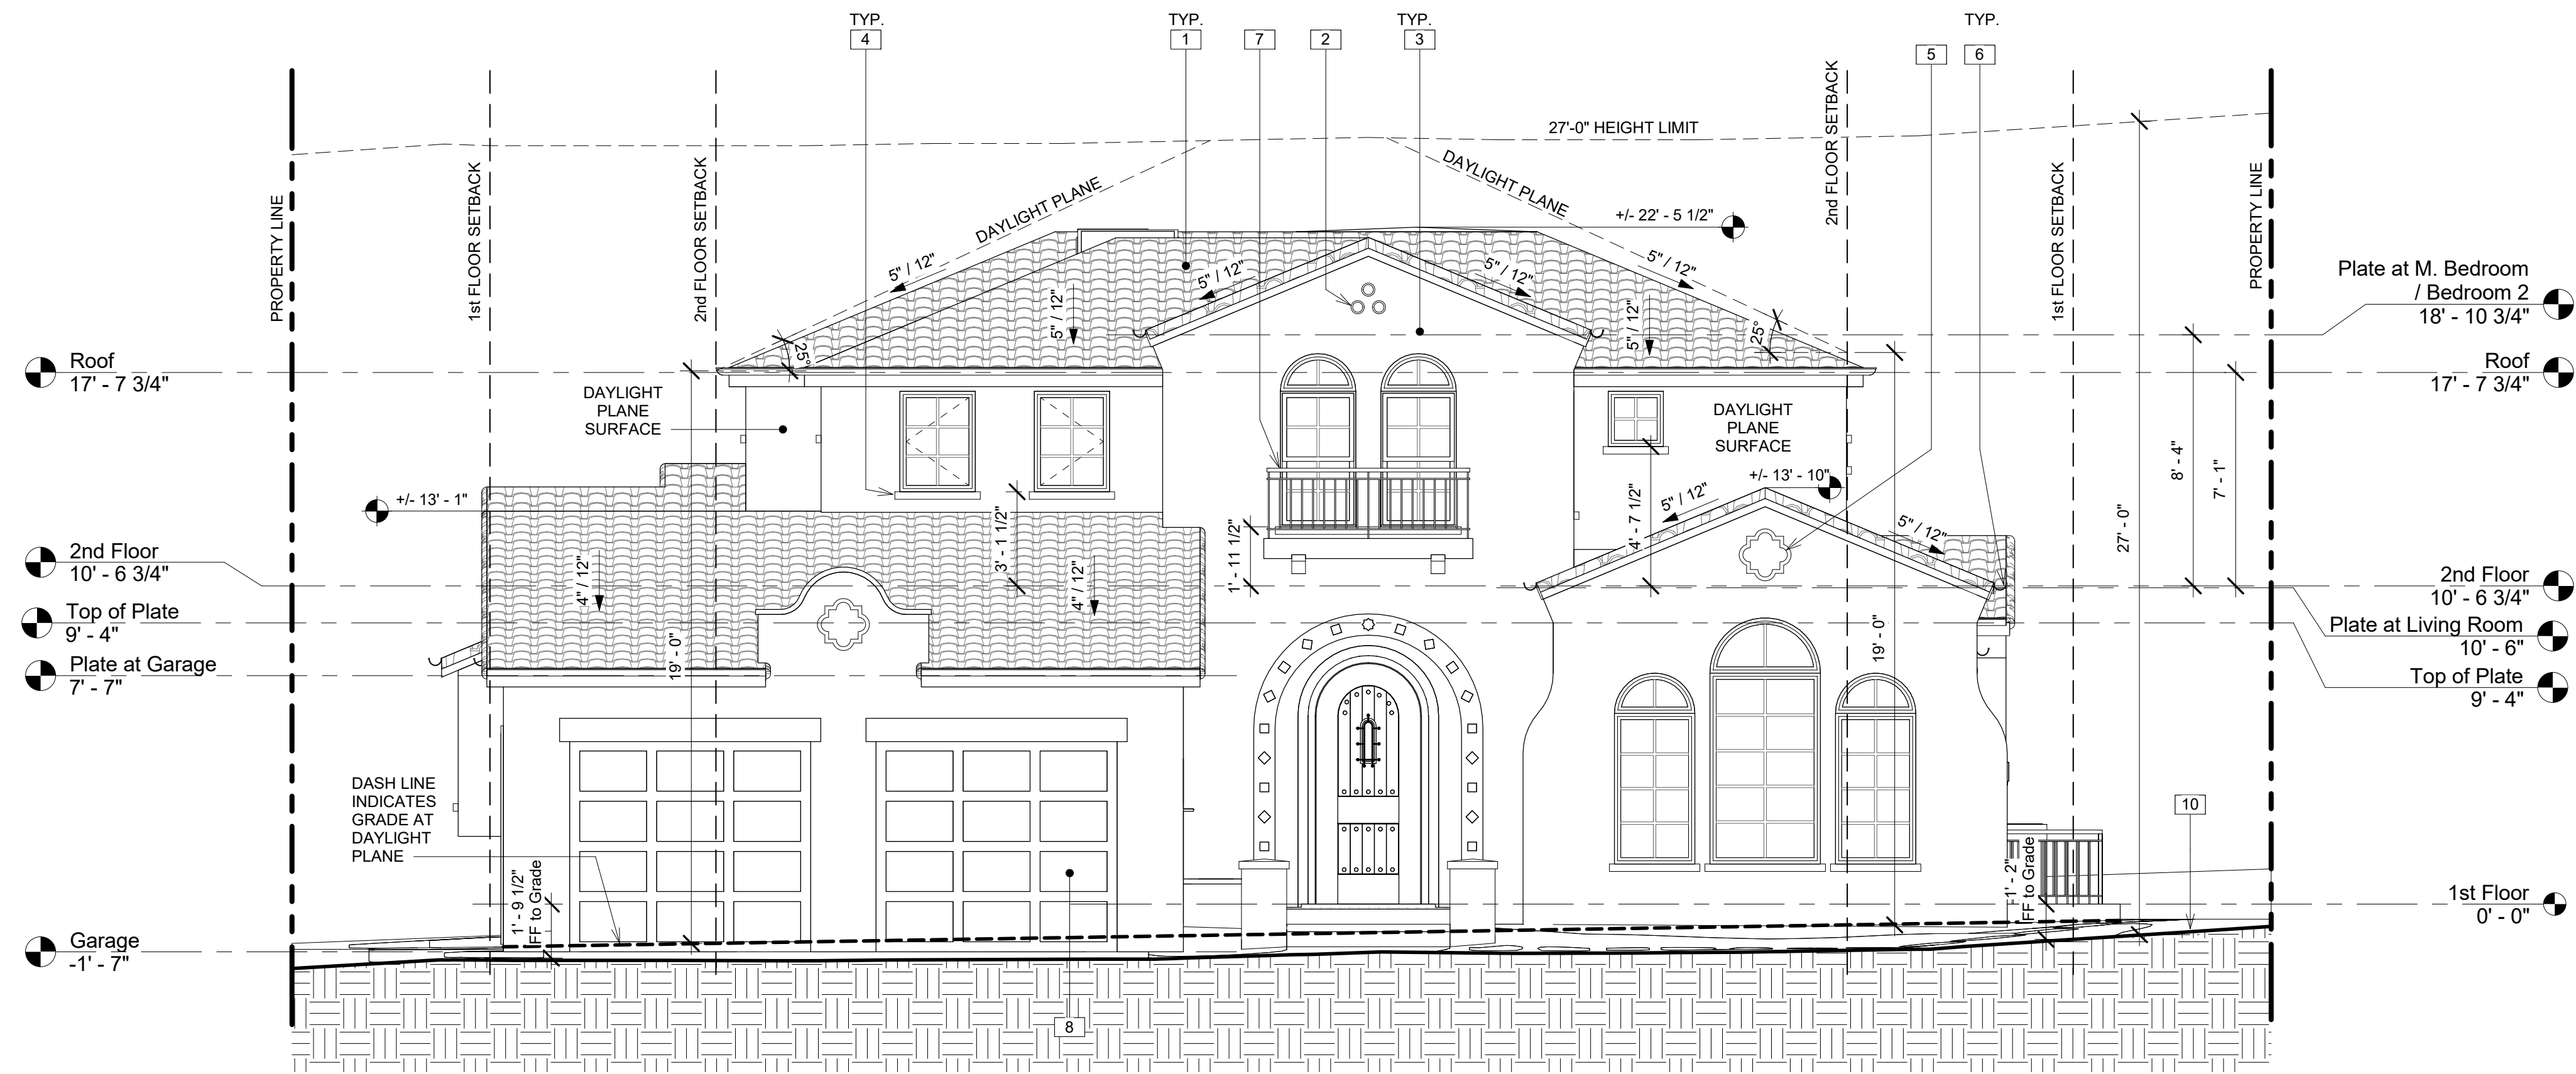 TYP.
4
TYP.
1
7
2
TYP.
3
TYP.
5
6
27'-0" HEIGHT LIMIT
PROPERTY LINE
1st FLOOR SETBACK
2nd FLOOR SETBACK
DAYLIGHT PLANE
DAYLIGHT PLANE
2nd FLOOR SETBACK
1st FLOOR SETBACK
PROPERTY LINE
+/- 22' - 5 1/2"
5" / 12"
5" / 12"
5" / 12"
5" / 12"
5" / 12"
5" / 12"
25°
25°
Plate at M. Bedroom
/ Bedroom 2
18' - 10 3/4"
Roof
17' - 7 3/4"
Roof
17' - 7 3/4"
DAYLIGHT
PLANE
SURFACE
DAYLIGHT
PLANE
SURFACE
+/- 13' - 1"
+/- 13' - 10"
8' - 4"
7' - 1"
27' - 0"
3' - 1 1/2"
1' - 11 1/2"
4' - 7 1/2"
5" / 12"
5" / 12"
4" / 12"
4" / 12"
2nd Floor
10' - 6 3/4"
Top of Plate
9' - 4"
Plate at Garage
7' - 7"
2nd Floor
10' - 6 3/4"
Plate at Living Room
10' - 6"
Top of Plate
9' - 4"
19' - 0"
19' - 0"
DASH LINE
INDICATES
GRADE AT
DAYLIGHT
PLANE
1' - 9 1/2"
FF to Grade
1' - 2"
FF to Grade
10
1st Floor
0' - 0"
Garage
-1' - 7"
8